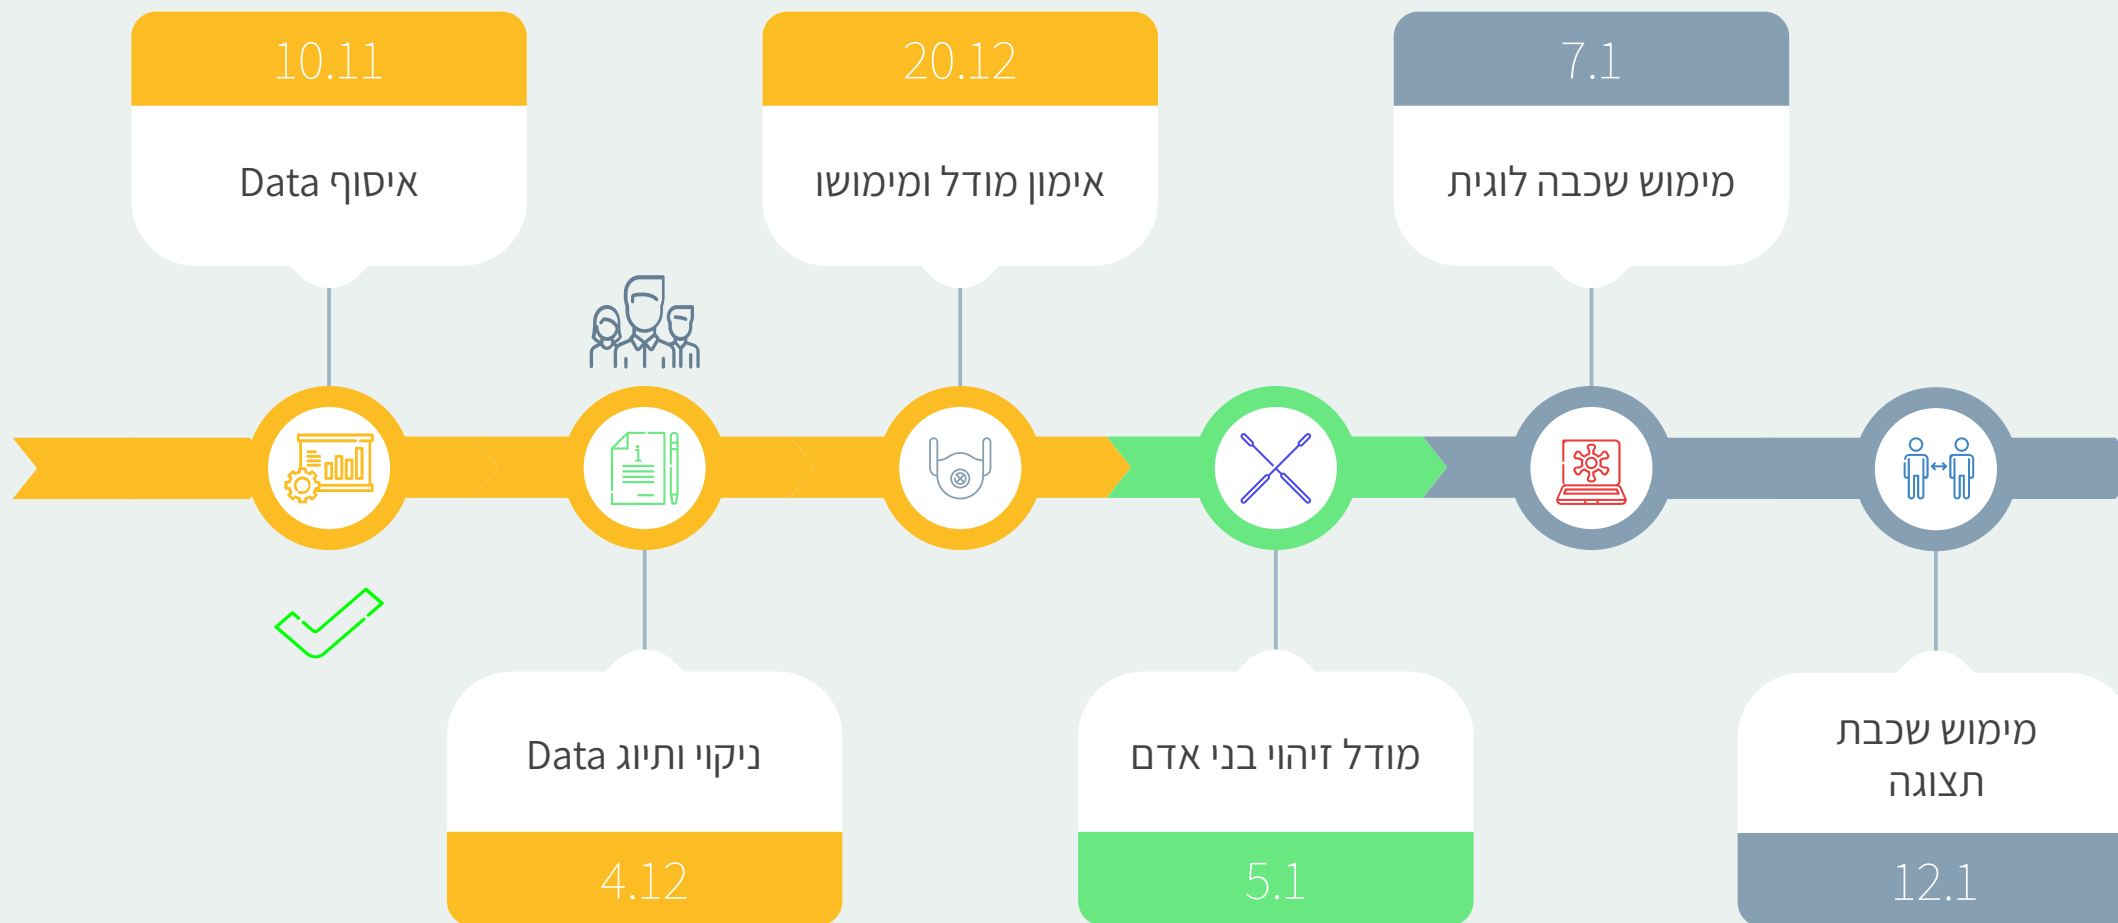 10.11
איסוף Data
20.12
אימון מודל ומימושו
7.1
מימוש שכבה לוגית
i
ניקוי ותיוג Data
4.12
מודל זיהוי בני אדם
5.1
מימוש שכבת
תצוגה
12.1